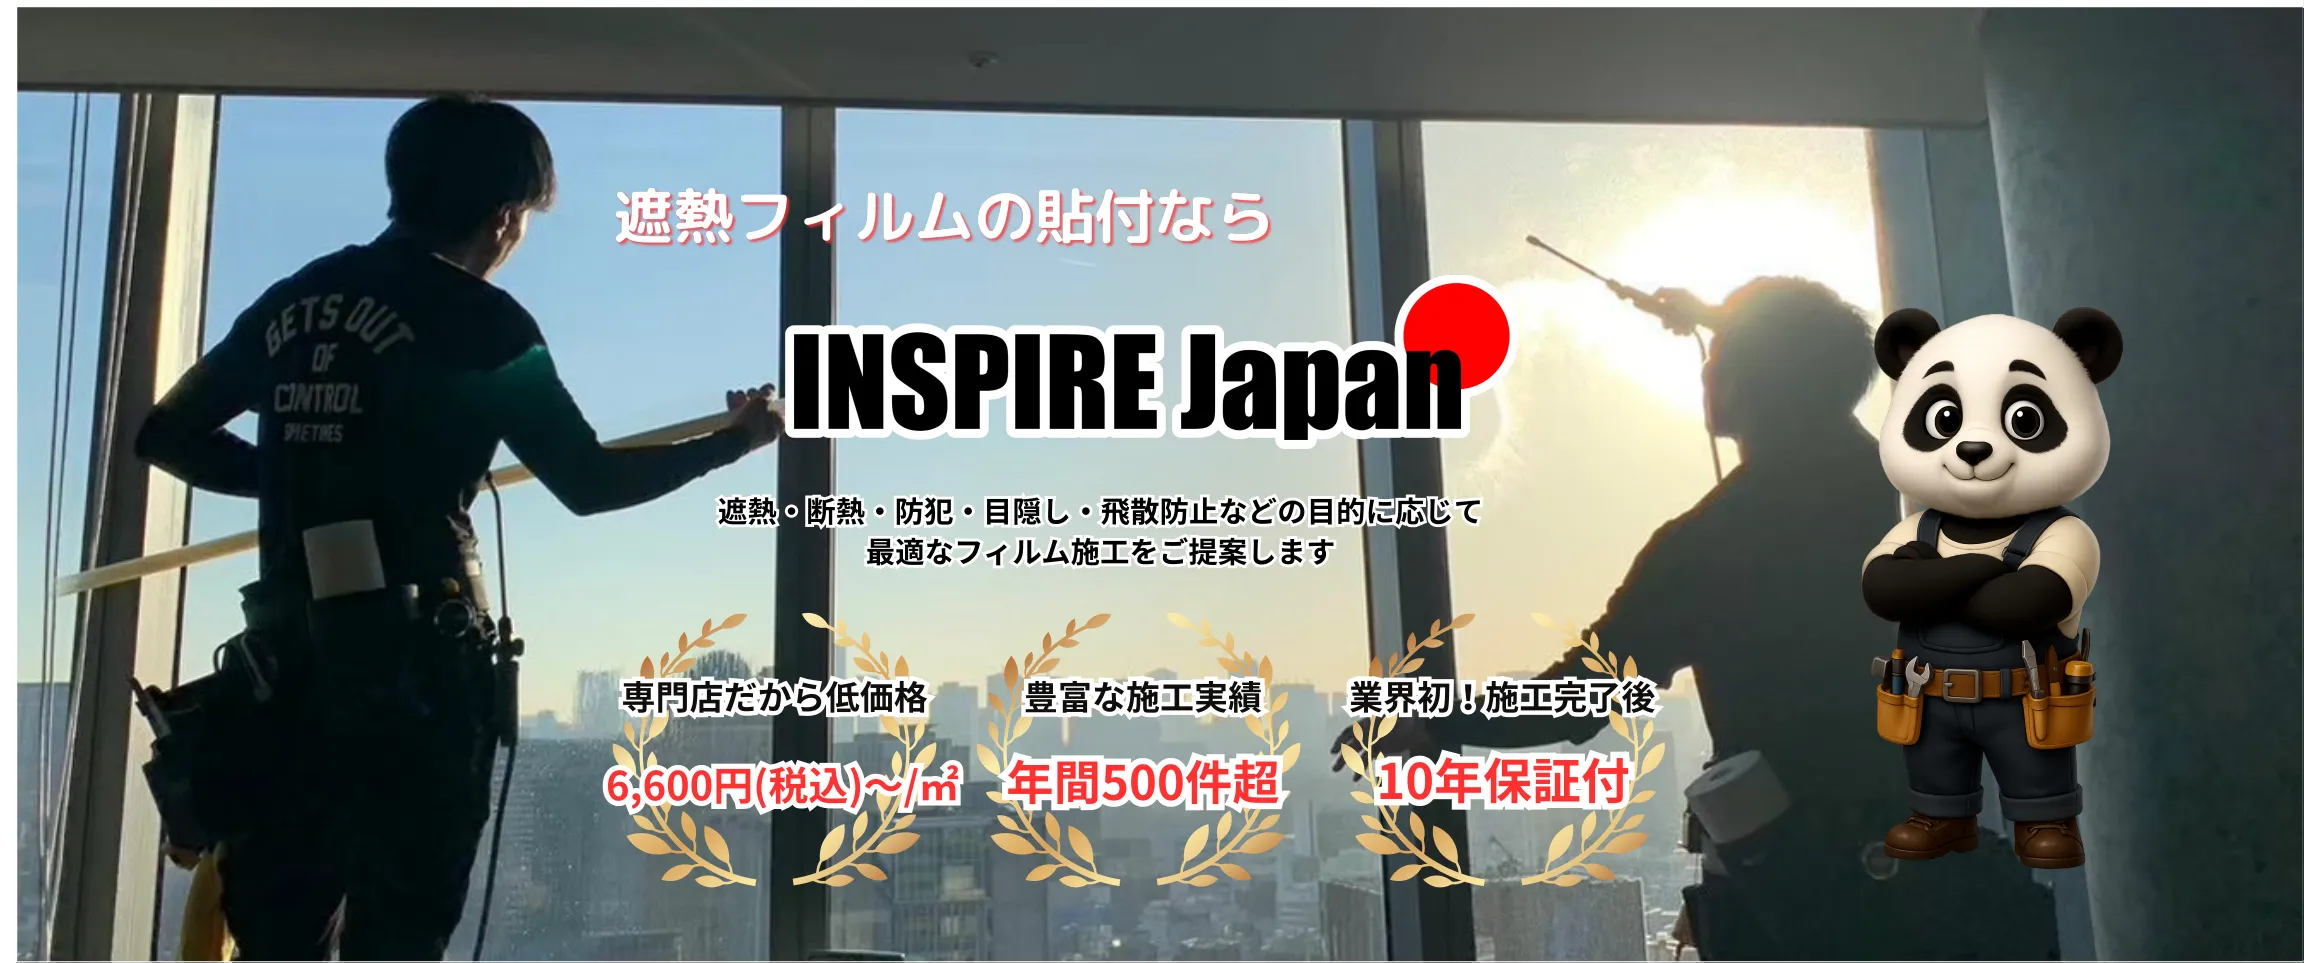 遮熱フィルムの貼付なら
INSPIRE Japan
遮熱・断熱・防犯・目隠し・飛散防止などの目的に応じて
最適なフィルム施工をご提案します
専門店だから低価格
6,600円(税込)～/㎡
豊富な施工実績
年間500件超
業界初！施工完了後
10年保証付
GETS OUT
OF
CONTROL